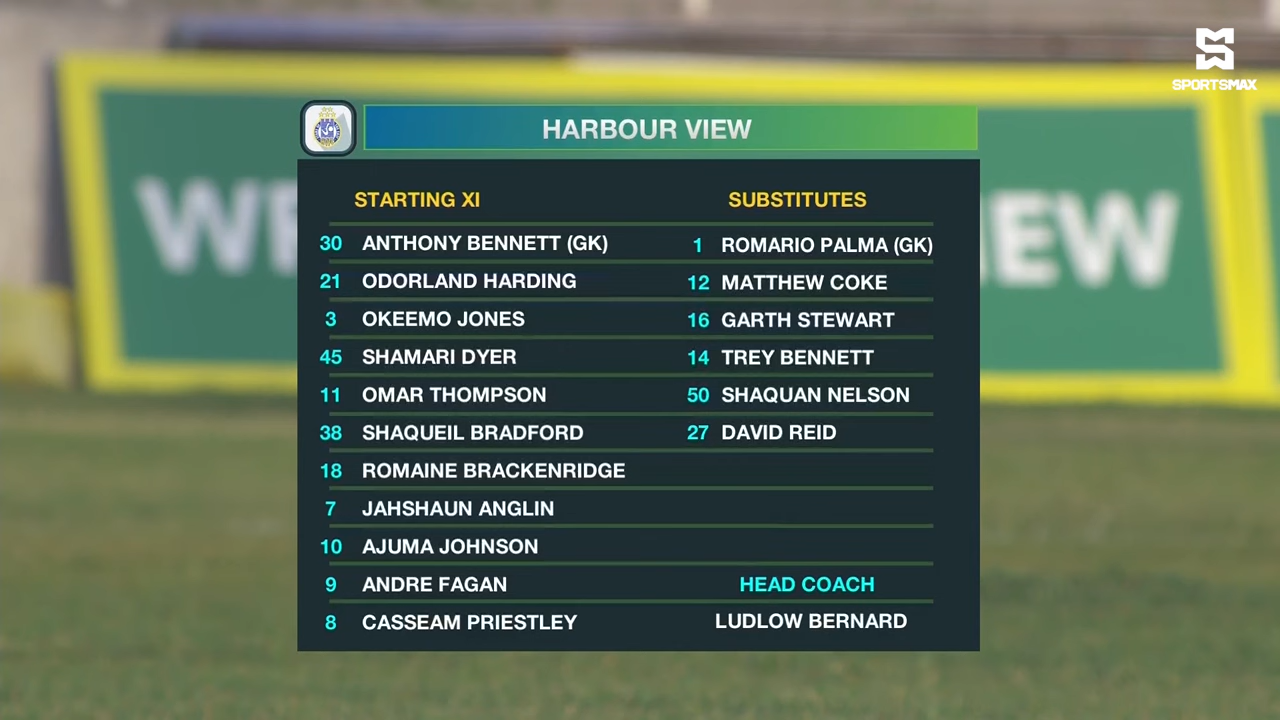 SPORTSMAX
HARBOUR VIEW
STARTING XI
30 ANTHONY BENNETT (GK)
21 ODORLAND HARDING
3 OKEEMO JONES
45 SHAMARI DYER
11 OMAR THOMPSON
38 SHAQUEIL BRADFORD
18 ROMAINE BRACKENRIDGE
7 JAHSHAUN ANGLIN
10 AJUMA JOHNSON
9 ANDRE FAGAN
8 CASSEAM PRIESTLEY
SUBSTITUTES
1 ROMARIO PALMA (GK)
12 MATTHEW COKE
16 GARTH STEWART
14 TREY BENNETT
50 SHAQUAN NELSON
27 DAVID REID
HEAD COACH
LUDLOW BERNARD